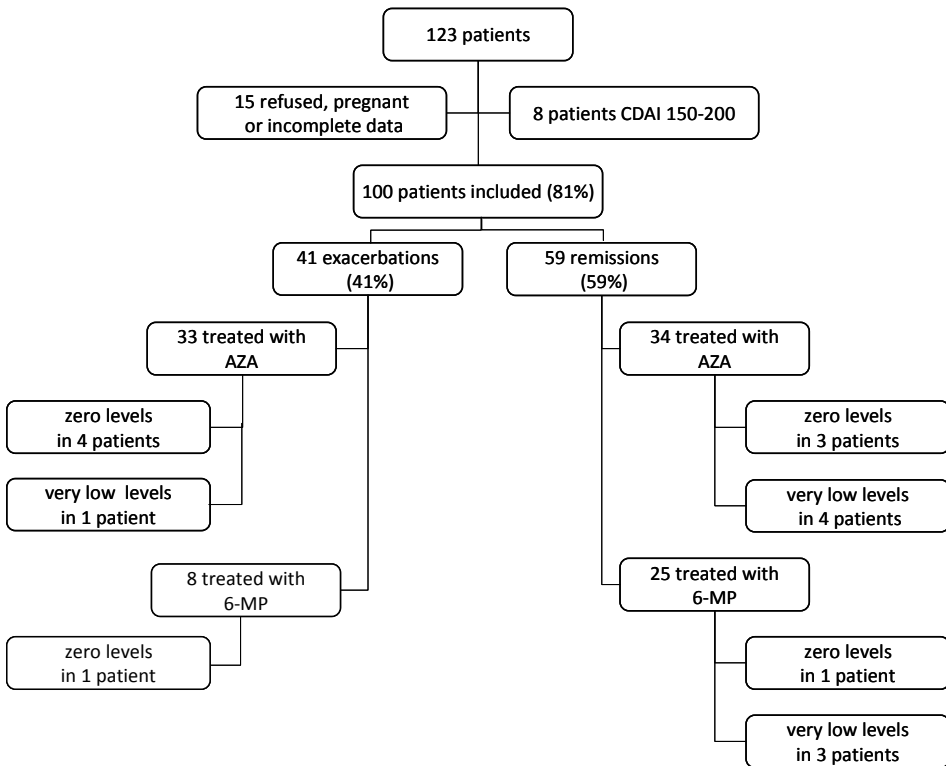 123 patients
15 refused, pregnant
or incomplete data
8 patients CDAI 150-200
100 patients included (81%)
41 exacerbations
(41%)
59 remissions
(59%)
33 treated with
AZA
34 treated with
AZA
zero levels
in 4 patients
zero levels
in 3 patients
very low levels
in 1 patient
very low levels
in 4 patients
8 treated with
6-MP
25 treated with
6-MP
zero levels
in 1 patient
zero levels
in 1 patient
very low levels
in 3 patients